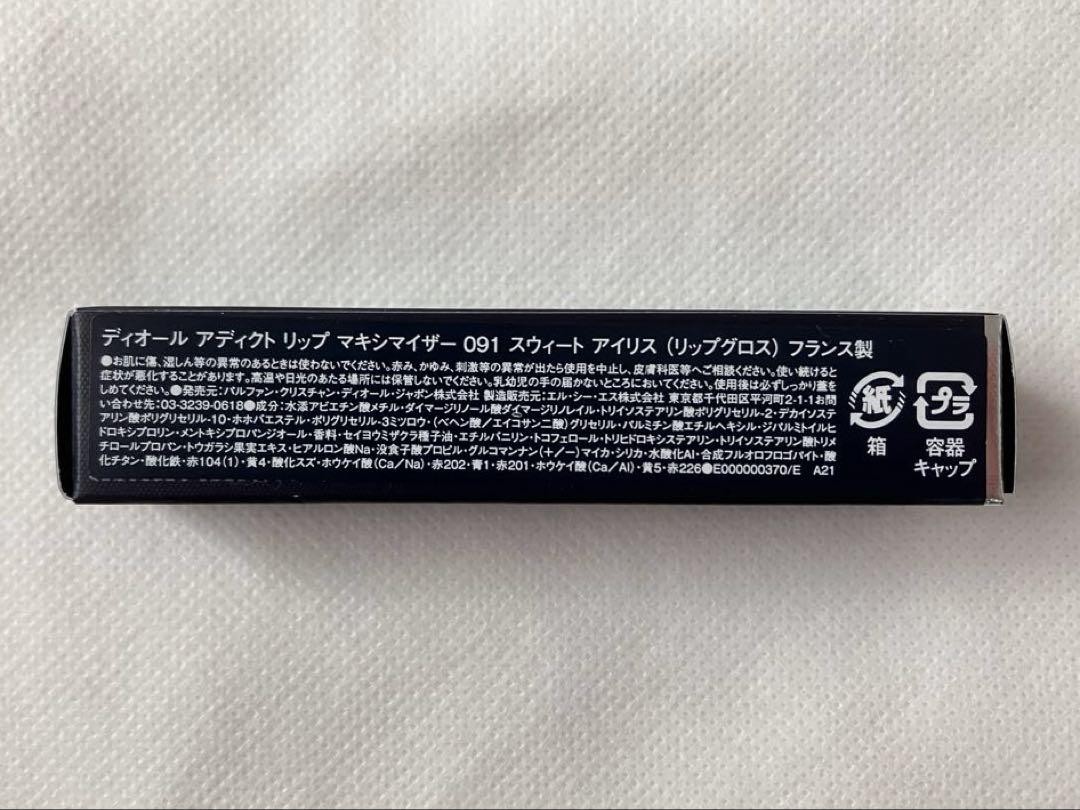 ディオール アディクト リップ マキシマイザー 091 スウィート アイリス (リップグロス) フランス製
●お肌に傷、湿しん等の異常のあるときは使わないでください。赤み、かゆみ、刺激等の異常が出たら使用を中止し、皮膚科医等へご相談ください。使い続けると
症状が悪化することがあります。高温や日光のあたる場所には保管しないでください。乳幼児の手の届かないところにおいてください。使用後は必ずしっかり蓋を
しめてください。●発売元:パルファン・クリスチャン・ディオール・ジャポン株式会社 製造販売元:エル・シー・エス株式会社 東京都千代田区平河町2-1-1お問
い合わせ先:03-3239-0618●成分:水添アビエチン酸メチル・ダイマージリノール酸ダイマージリノレイル・トリイソステアリン酸ポリグリセリル-2・デカイソステ
アリン酸ポリグリセリル-10・ホホバエステル・ポリグリセリル-3ミツロウ・(ベヘン酸/エイコサン二酸)グリセリル・パルミチン酸エチルヘキシル・ジパルミトイルヒ
ドロキシプロリン・メントキシプロパンジオール・香料・セイヨウミザクラ種子油・エチルバニリン・トコフェロール・トリヒドロキシステアリン・トリイソステアリン酸トリメ
チロールプロパン・トウガラシ果実エキス・ヒアルロン酸Na・没食子酸プロピル・グルコマンナン(+/−)マイカ・シリカ・水酸化Al・合成フルオロフロゴパイト・酸
化チタン・酸化鉄・赤104(1)・黄4・酸化スズ・ホウケイ酸(Ca/Na)・赤202・青1・赤201・ホウケイ酸(Ca/Al)・黄5・赤226●E000000370/E A21
紙
箱
プラ
容器
キャップ